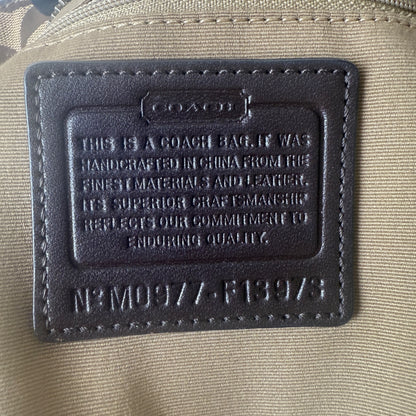 COACH
THIS IS A COACH BAG. IT WAS
HANDCRAFTED IN CHINA FROM THE
FINEST MATERIALS AND LEATHER.
ITS SUPERIOR CRAFTSMANSHIP
REFLECTS OUR COMMITMENT TO
ENDURING QUALITY.
No M0977-F13973